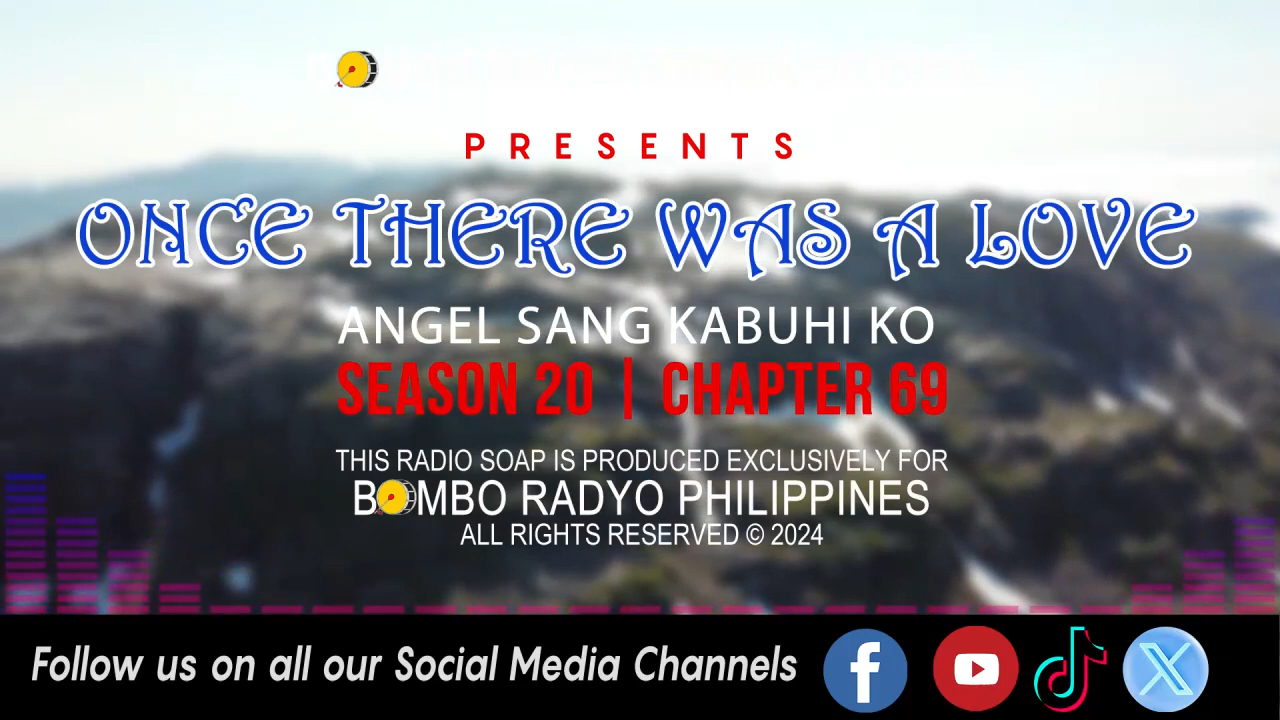 PRESENTS
ONCE THERE WAS A LOVE
ANGEL SANG KABUHI KO
SEASON 20 | CHAPTER 69
THIS RADIO SOAP IS PRODUCED EXCLUSIVELY FOR
BOMBO RADYO PHILIPPINES
ALL RIGHTS RESERVED © 2024
Follow us on all our Social Media Channels